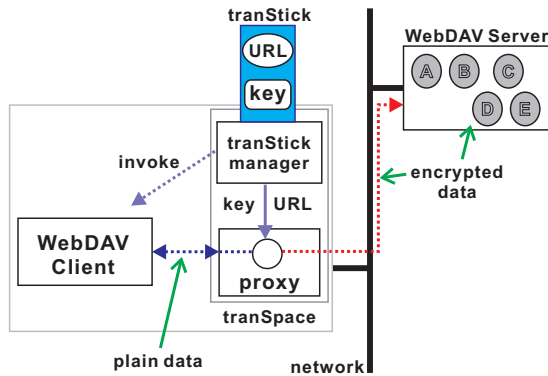 tranStick
URL
key
WebDAV Server
A B C
D E
tranStick
manager
invoke
encrypted
data
key URL
WebDAV
Client
proxy
tranSpace
plain data
network